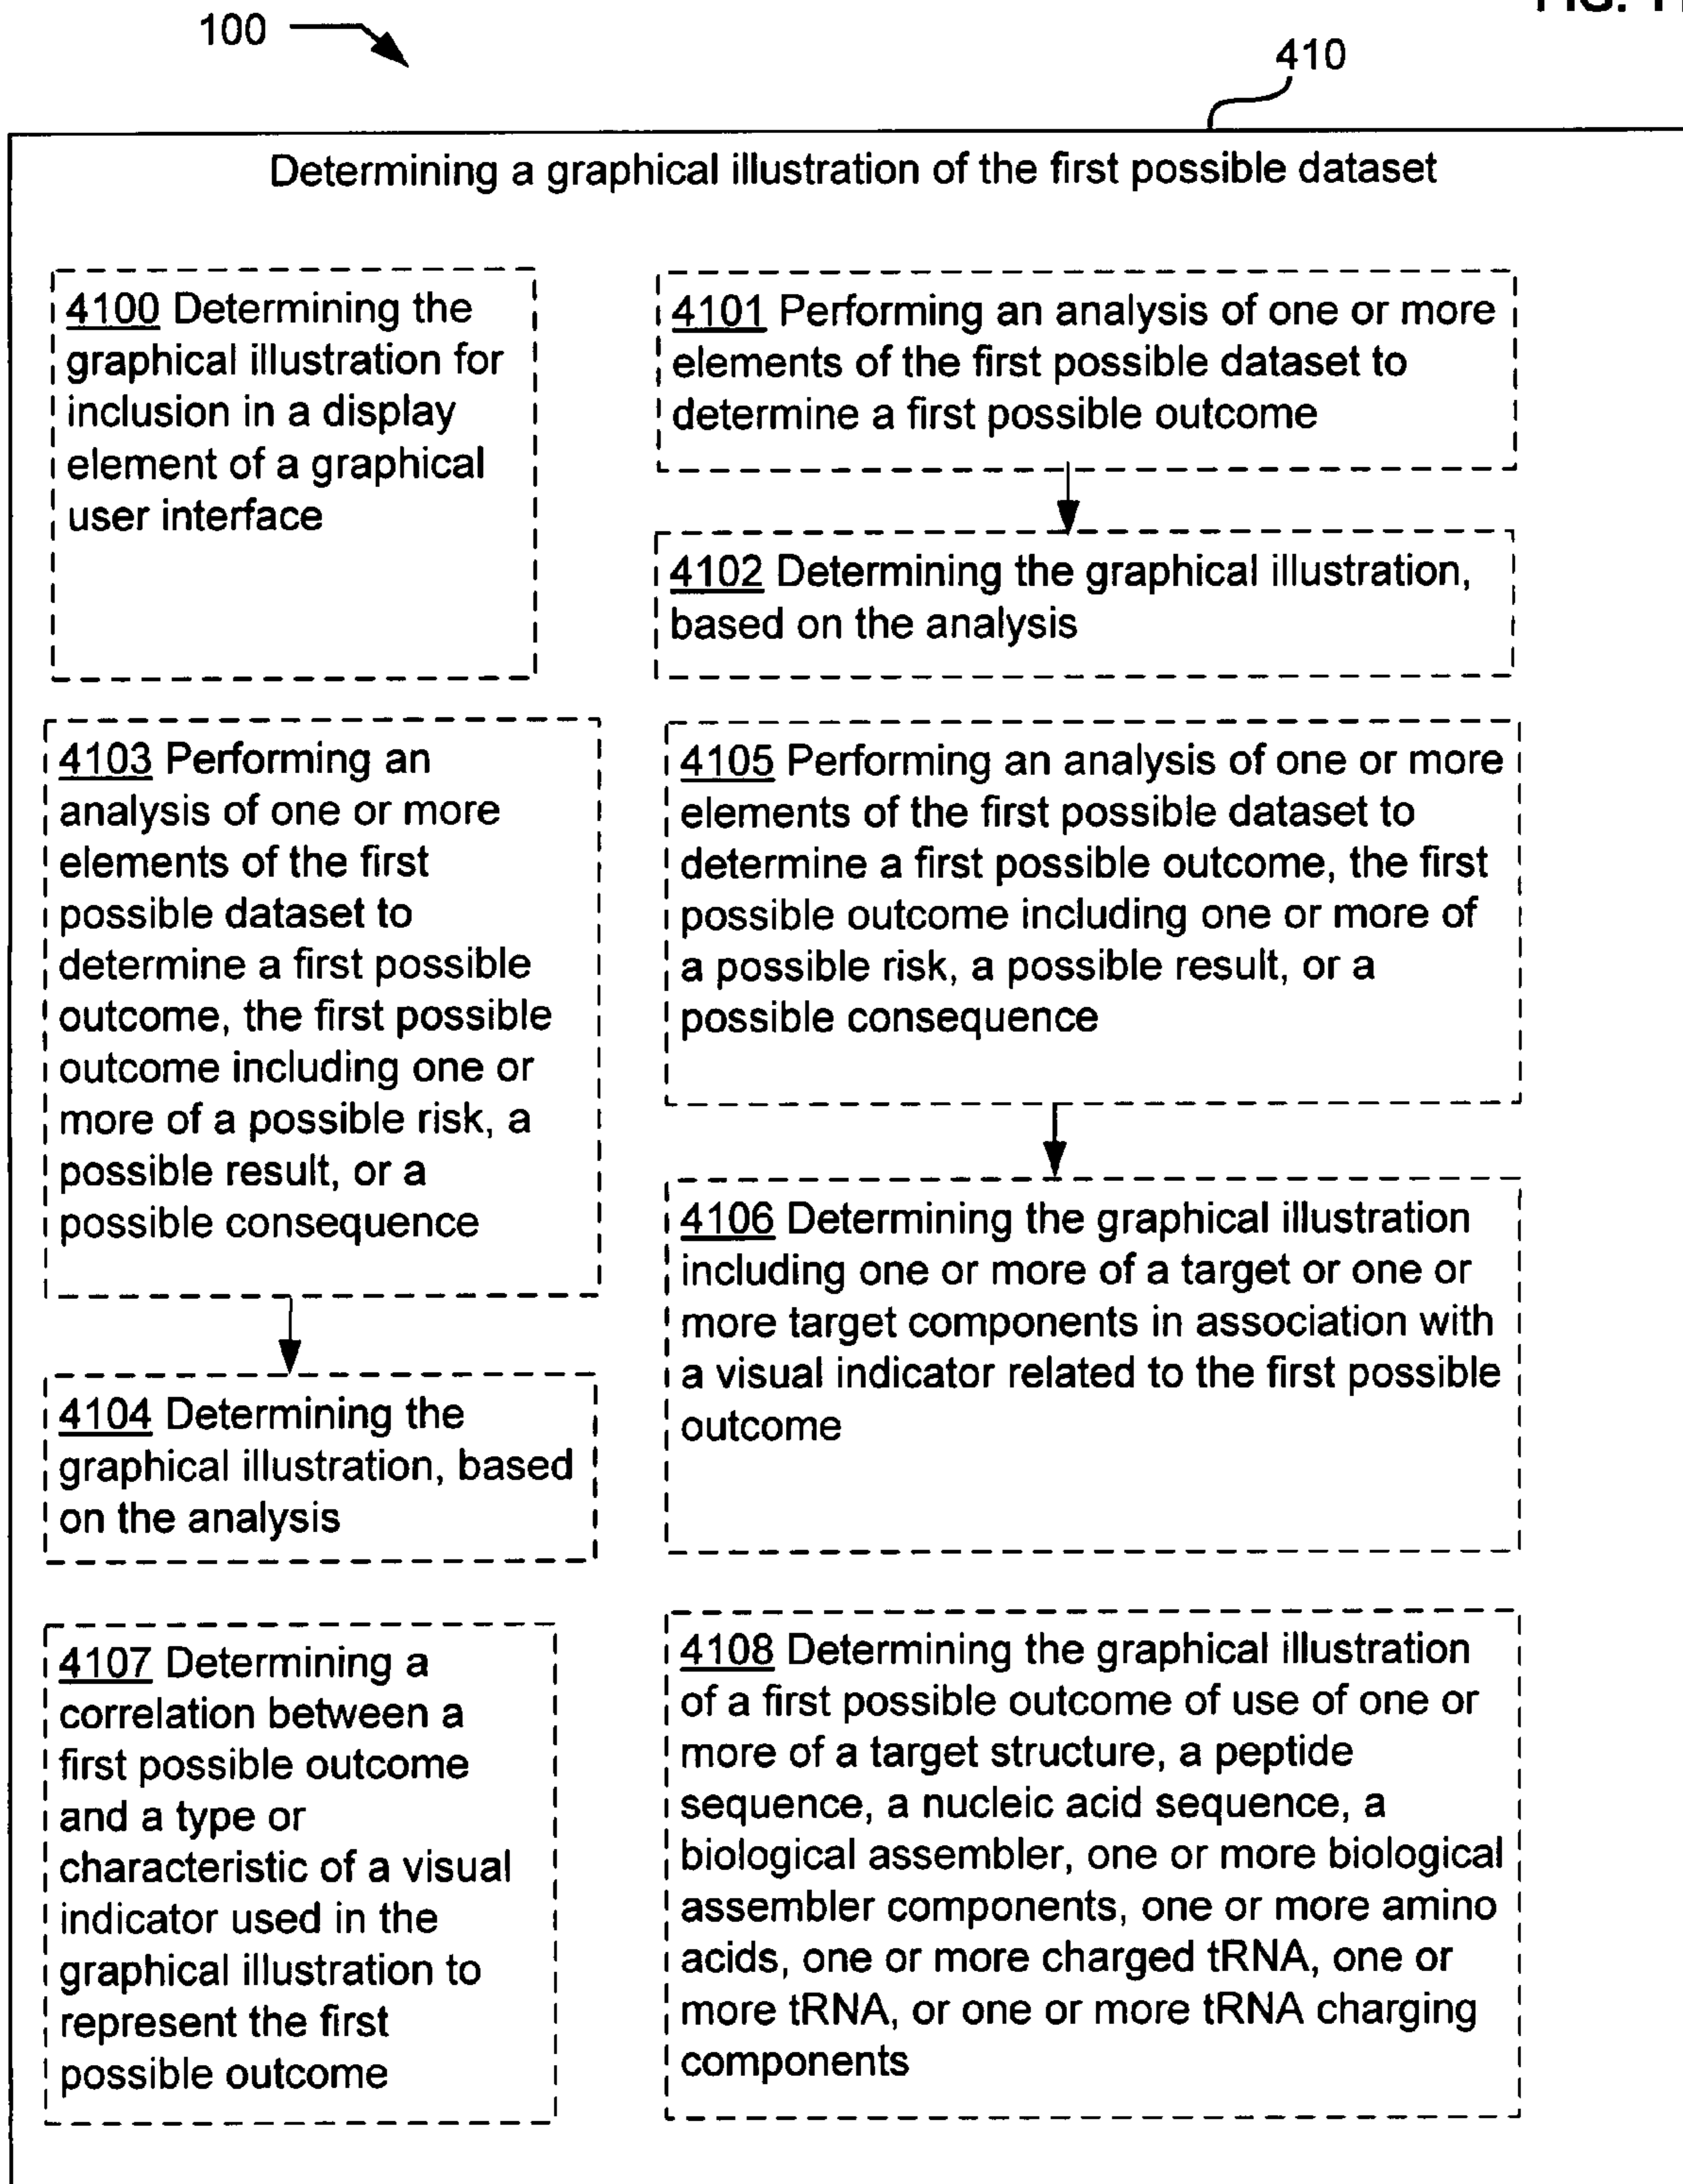 FIG. 11
100
410
Determining a graphical illustration of the first possible dataset
4100 Determining the
graphical illustration for
inclusion in a display
element of a graphical
user interface
4101 Performing an analysis of one or more
elements of the first possible dataset to
determine a first possible outcome
4102 Determining the graphical illustration,
based on the analysis
4103 Performing an
analysis of one or more
elements of the first
possible dataset to
determine a first possible
outcome, the first possible
outcome including one or
more of a possible risk, a
possible result, or a
possible consequence
4104 Determining the
graphical illustration, based
on the analysis
4105 Performing an analysis of one or more
elements of the first possible dataset to
determine a first possible outcome, the first
possible outcome including one or more of
a possible risk, a possible result, or a
possible consequence
4106 Determining the graphical illustration
including one or more of a target or one or
more target components in association with
a visual indicator related to the first possible
outcome
4107 Determining a
correlation between a
first possible outcome
and a type or
characteristic of a visual
indicator used in the
graphical illustration to
represent the first
possible outcome
4108 Determining the graphical illustration
of a first possible outcome of use of one or
more of a target structure, a peptide
sequence, a nucleic acid sequence, a
biological assembler, one or more biological
assembler components, one or more amino
acids, one or more charged tRNA, one or
more tRNA, or one or more tRNA charging
components